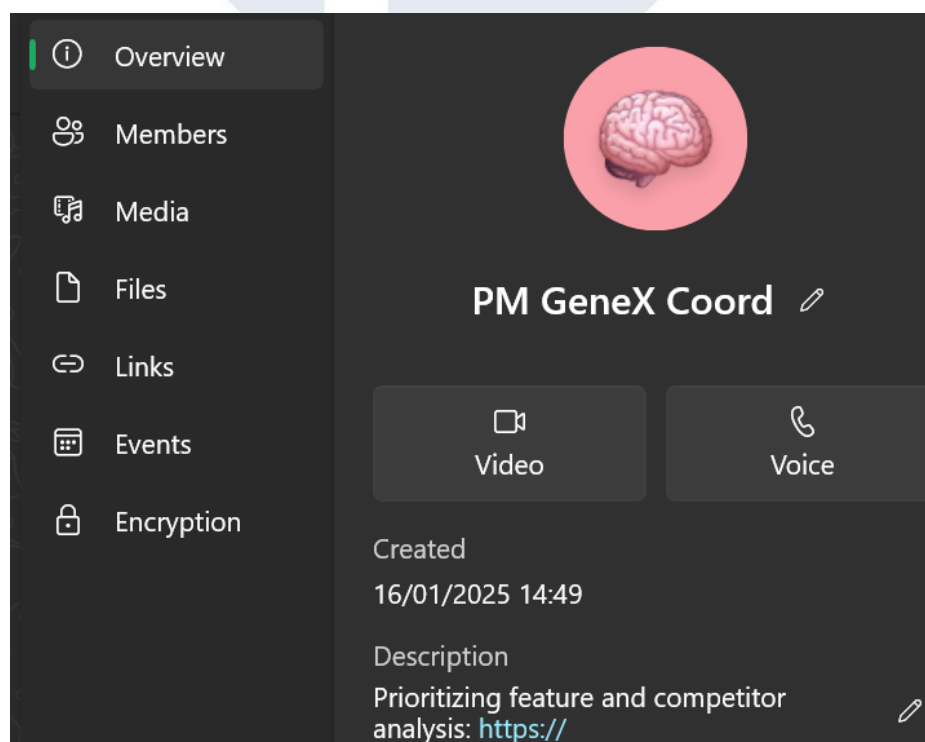 Overview
Members
Media
Files
Links
Events
Encryption
PM GeneX Coord
Video
Voice
Created
16/01/2025 14:49
Description
Prioritizing feature and competitor
analysis: https://